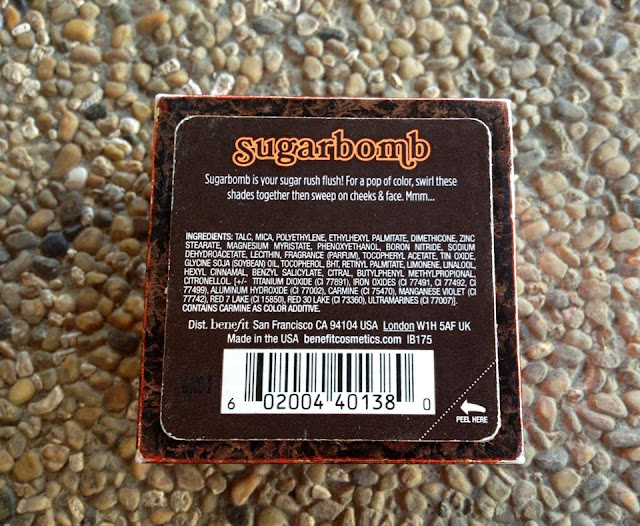 sugarbomb
Sugarbomb is your sugar rush flush! For a pop of color, swirl these
shades together then sweep on cheeks & face. Mmm...
INGREDIENTS: TALC, MICA, POLYETHYLENE, ETHYLHEXYL PALMITATE, DIMETHICONE, ZINC
STEARATE, MAGNESIUM MYRISTATE, PHENOXYETHANOL, BORON NITRIDE, SODIUM
DEHYDROACETATE, LECITHIN, FRAGRANCE (PARFUM), TOCOPHERYL ACETATE, TIN OXIDE,
GLYCINE SOJA (SOYBEAN) OIL, TOCOPHEROL, BHT, RETINYL PALMITATE, LIMONENE, LINALOOL,
HEXYL CINNAMAL, BENZYL SALICYLATE, CITRAL, BUTYLPHENYL METHYLPROPIONAL,
CITRONELLOL [+/- TITANIUM DIOXIDE (CI 77891), IRON OXIDES (CI 77491, CI 77492, CI
77499), ALUMINUM HYDROXIDE (CI 77002), CARMINE (CI 75470), MANGANESE VIOLET (CI
77742), RED 7 LAKE (CI 15850), RED 30 LAKE (CI 73360), ULTRAMARINES (CI 77007)].
CONTAINS CARMINE AS COLOR ADDITIVE.
Dist. benefit San Francisco CA 94104 USA London W1H 5AF UK
Made in the USA benefitcosmetics.com IB175
6 02004 40138 0
PEEL HERE